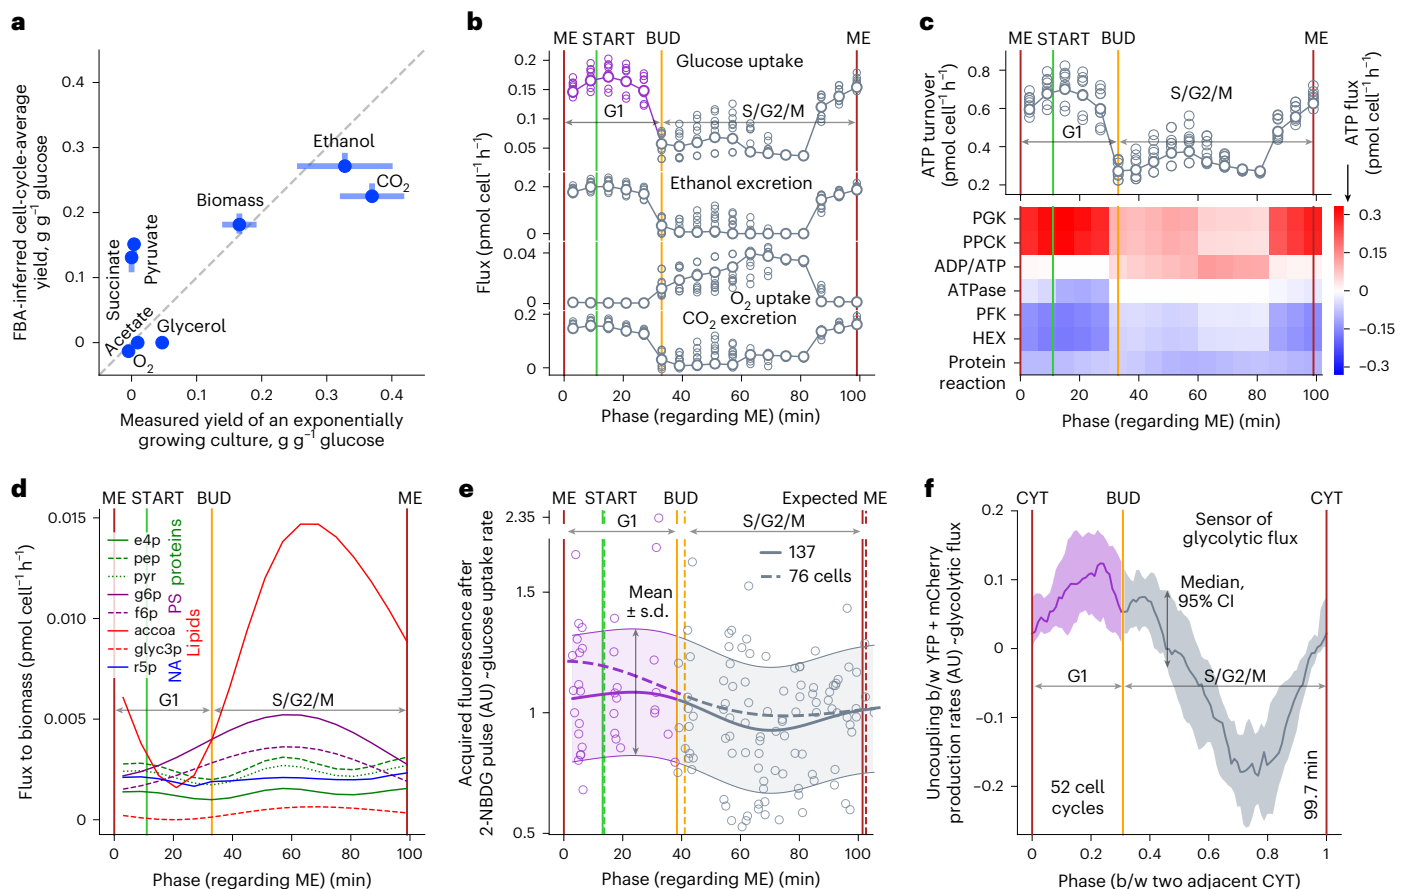 a
FBA-inferred cell-cycle-average
yield, g g⁻¹ glucose
0.4
0.3
0.2
0.1
0
Ethanol
CO₂
Biomass
Succinate
Pyruvate
Acetate
Glycerol
O₂
0
0.1
0.2
0.3
0.4
Measured yield of an exponentially
growing culture, g g⁻¹ glucose
b
ME START BUD ME
Flux (pmol cell⁻¹ h⁻¹)
0.2
0.15
0.1
0.05
0.2
0
0.04
0
0.2
0
Glucose uptake
G1
S/G2/M
Ethanol excretion
O₂ uptake
CO₂ excretion
0 20 40 60 80 100
Phase (regarding ME) (min)
c
ME START BUD ME
ATP turnover
(pmol cell⁻¹ h⁻¹)
0.8
0.6
0.4
0.2
G1
S/G2/M
ATP flux
(pmol cell⁻¹ h⁻¹)
PGK
PPCK
ADP/ATP
ATPase
PFK
HEX
Protein
reaction
0.3
0.15
0
−0.15
−0.3
0 20 40 60 80 100
Phase (regarding ME) (min)
d
ME START BUD ME
Flux to biomass (pmol cell⁻¹ h⁻¹)
0.015
0.010
0.005
0
e4p
pep
pyr
g6p
f6p
accoa
glyc3p
r5p
proteins
PS
Lipids
NA
G1
S/G2/M
0 20 40 60 80 100
Phase (regarding ME) (min)
e
ME START BUD Expected ME
Acquired fluorescence after
2-NBDG pulse (AU) ~glucose uptake rate
2.35
1.5
1
0.5
G1
S/G2/M
137
76 cells
Mean
± s.d.
0 20 40 60 80 100
Phase (regarding ME) (min)
f
CYT BUD CYT
Uncoupling b/w YFP + mCherry
production rates (AU) ~glycolytic flux
0.2
0.1
0
−0.1
−0.2
Sensor of
glycolytic flux
Median,
95% CI
G1
S/G2/M
52 cell
cycles
99.7 min
0 0.2 0.4 0.6 0.8 1
Phase (b/w two adjacent CYT)